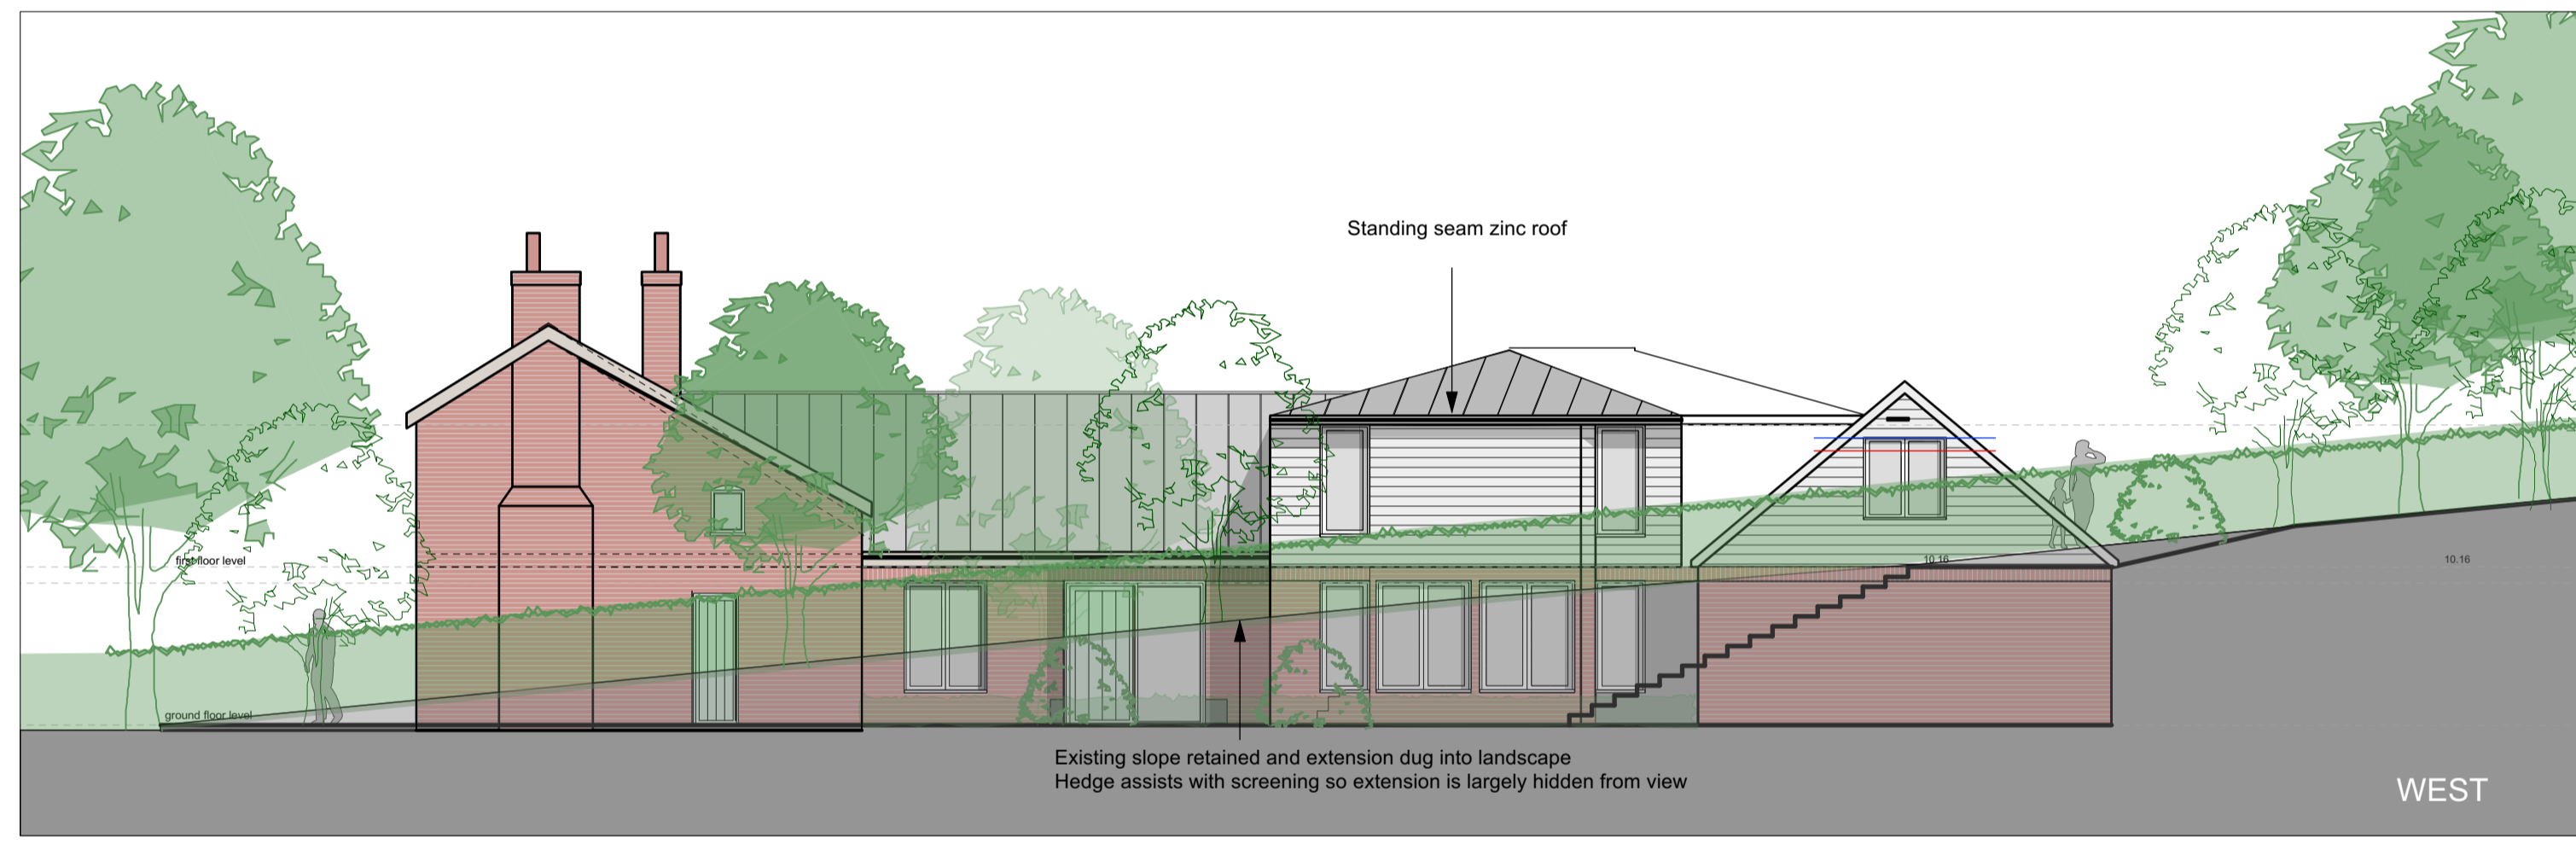 Standing seam zinc roof
first floor level
10.16
10.16
ground floor level
Existing slope retained and extension dug into landscape
Hedge assists with screening so extension is largely hidden from view
WEST